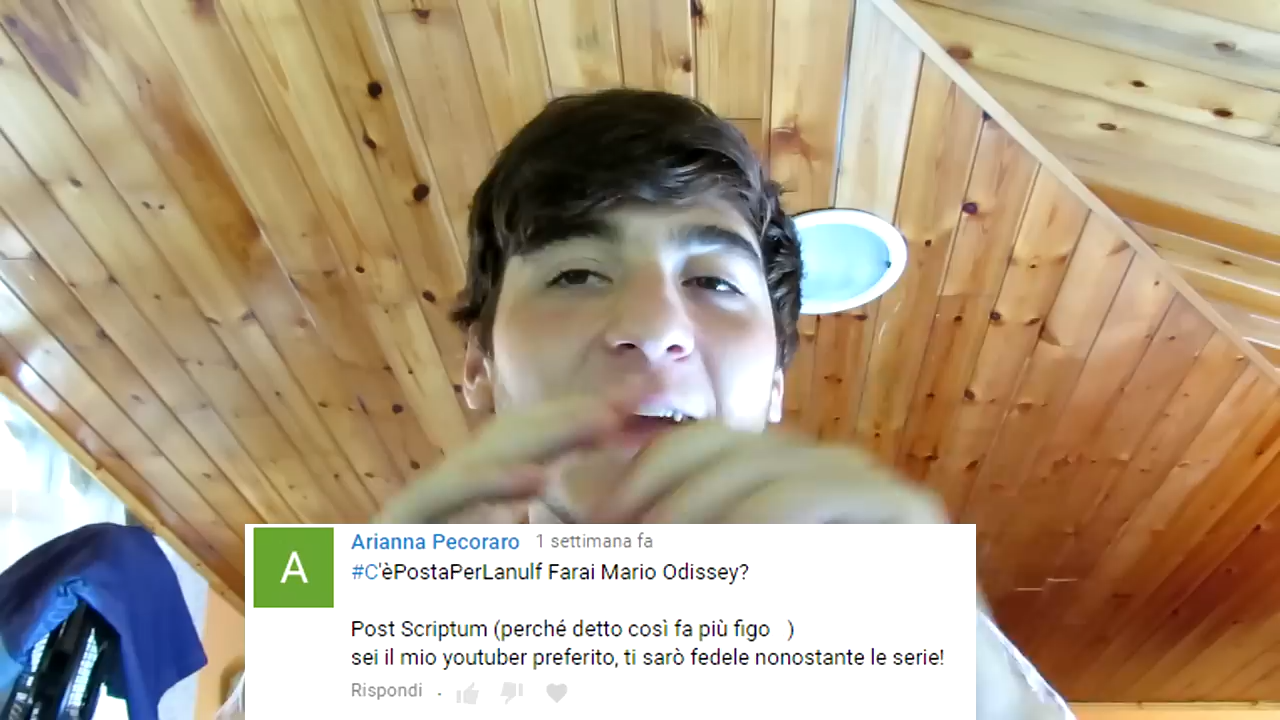 A
Arianna Pecoraro 1 settimana fa
#C'èPostaPerLanulf Farai Mario Odissey?
Post Scriptum (perché detto così fa più figo )
sei il mio youtuber preferito, ti sarò fedele nonostante le serie!
Rispondi .